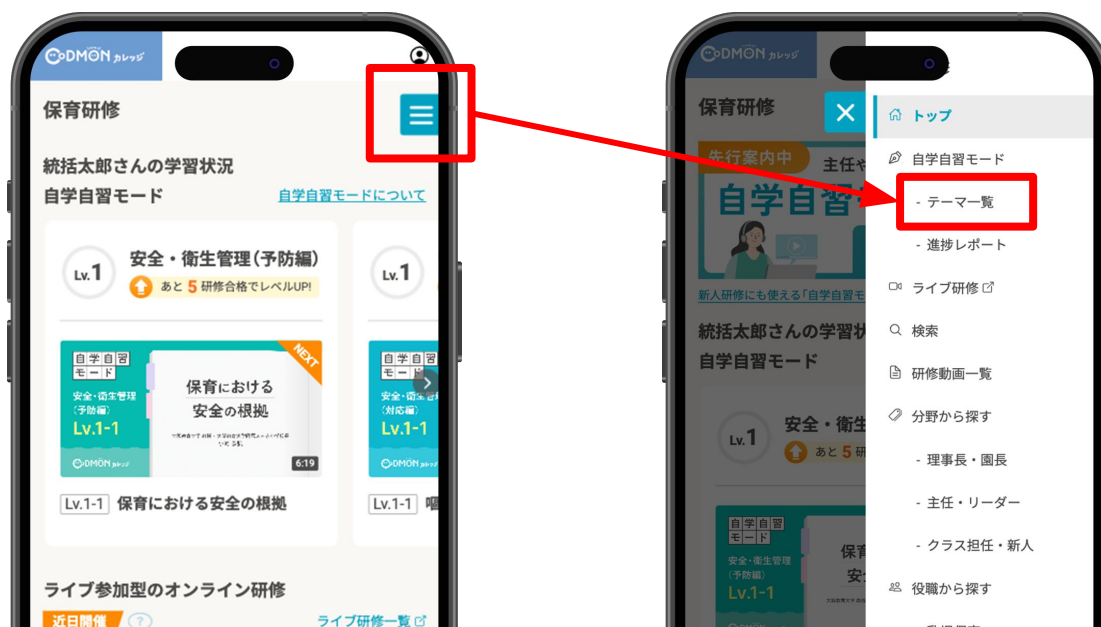 CODMON カレッジ
保育研修
統括太郎さんの学習状況
自学自習モード
自学自習モードについて
Lv.1
安全・衛生管理(予防編)
あと 5 研修合格でレベルUP!
自学自習
モード
安全・衛生管理
(予防編)
Lv.1-1
CODMON カレッジ
NEXT
保育における
安全の根拠
6:19
Lv.1-1 保育における安全の根拠
Lv.1
自学自習
モード
(対応編)
Lv.1-1
CODMON カレッジ
Lv.1-1
ライブ参加型のオンライン研修
近日開催
?
ライブ研修一覧
CODMON カレッジ
保育研修
先行案内中
主任や
自学自習
新人研修にも使える「自学自習モ
統括太郎さんの学習状
自学自習モード
Lv.1
安全・衛生
あと 5 研
自学自習
モード
安全・衛生管理
(予防編)
Lv.1-1
保育
安
トップ
自学自習モード
- テーマ一覧
- 進捗レポート
ライブ研修
検索
研修動画一覧
分野から探す
- 理事長・園長
- 主任・リーダー
- クラス担任・新人
役職から探す